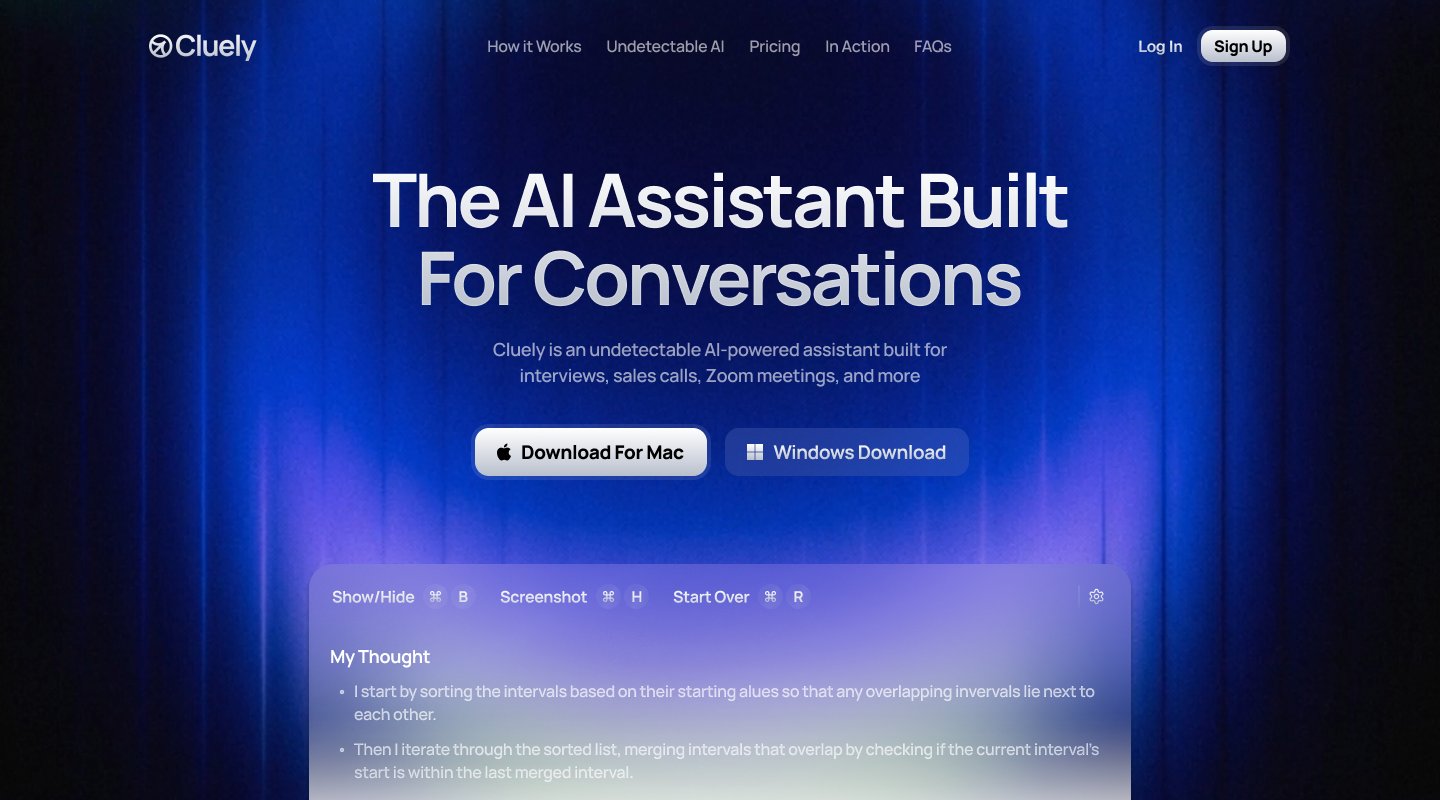 Cluely
How it Works
Undetectable AI
Pricing
In Action
FAQs
Log In
Sign Up
The AI Assistant Built
For Conversations
Cluely is an undetectable AI-powered assistant built for
interviews, sales calls, Zoom meetings, and more
Download For Mac
Windows Download
Show/Hide ⌘ B
Screenshot ⌘ H
Start Over ⌘ R
My Thought
• I start by sorting the intervals based on their starting alues so that any overlapping invervals lie next to
each other.
• Then I iterate through the sorted list, merging intervals that overlap by checking if the current interval's
start is within the last merged interval.